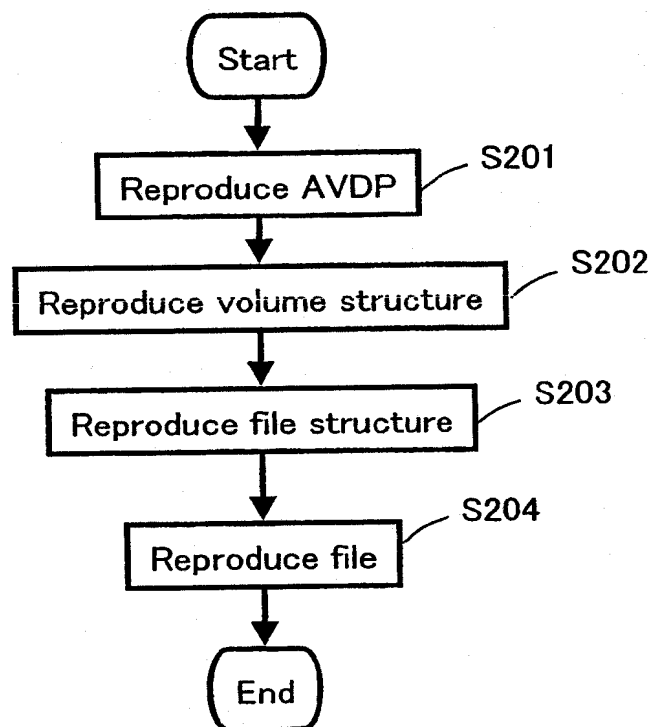 Start
Reproduce AVDP
S201
Reproduce volume structure
S202
Reproduce file structure
S203
Reproduce file
S204
End